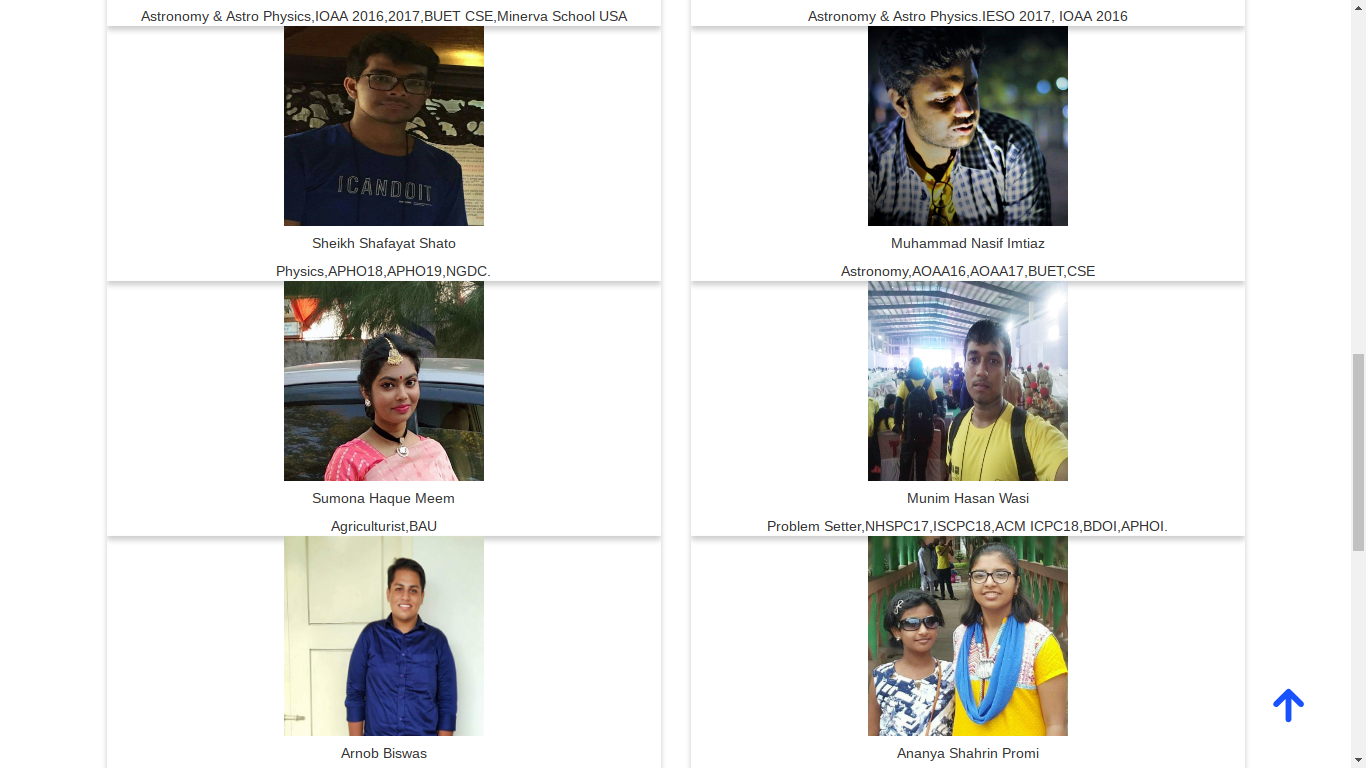 Astronomy & Astro Physics,IOAA 2016,2017,BUET CSE,Minerva School USA
Astronomy & Astro Physics.IESO 2017, IOAA 2016
ICANDOIT
Sheikh Shafayat Shato
Muhammad Nasif Imtiaz
Physics,APHO18,APHO19,NGDC.
Astronomy,AOAA16,AOAA17,BUET,CSE
Sumona Haque Meem
Munim Hasan Wasi
Agriculturist,BAU
Problem Setter,NHSPC17,ISCPC18,ACM ICPC18,BDOI,APHOI.
Arnob Biswas
Ananya Shahrin Promi